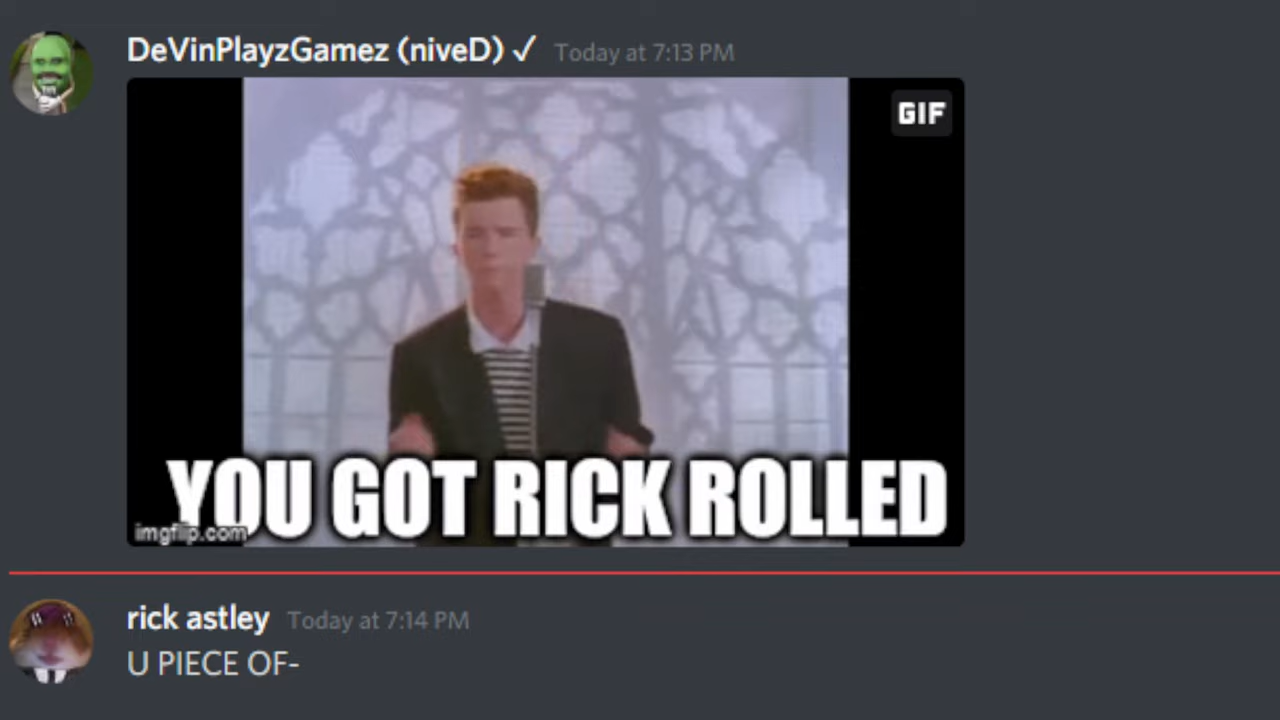 DeVinPlayzGamez (niveD) ✓ Today at 7:13 PM
GIF
YOU GOT RICK ROLLED
imgflip.com
rick astley Today at 7:14 PM
U PIECE OF-